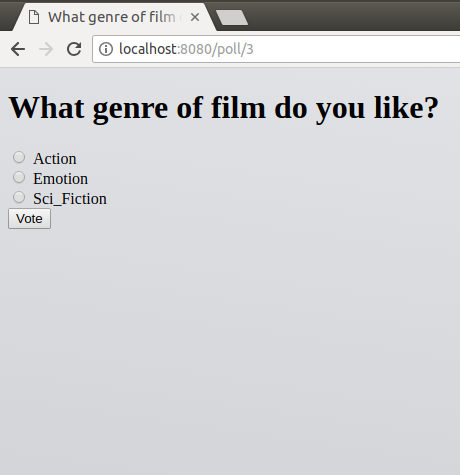 What genre of film
localhost:8080/poll/3
What genre of film do you like?
Action
Emotion
Sci_Fiction
Vote